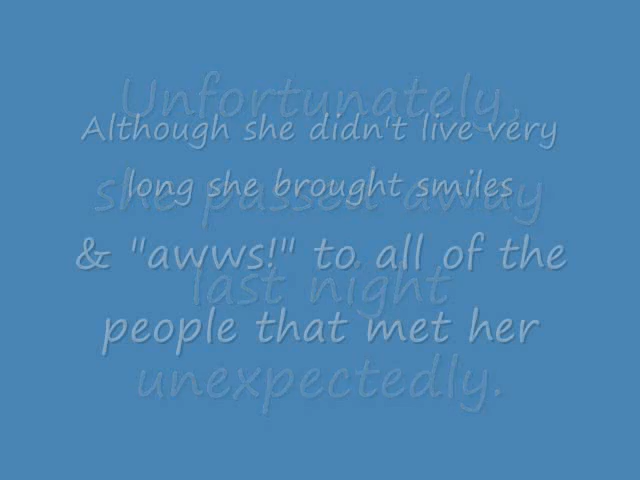 Unfortunately,
she passed away
last night
unexpectedly.
Although she didn't live very
long she brought smiles
& "awws!" to all of the
people that met her